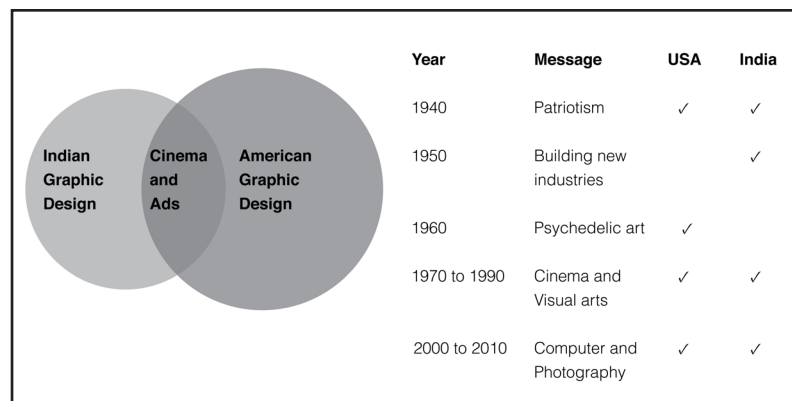 Indian
Graphic
Design
Cinema
and
Ads
American
Graphic
Design
Year Message USA India
1940 Patriotism ✓ ✓
1950 Building new ✓
industries
1960 Psychedelic art ✓
1970 to 1990 Cinema and ✓ ✓
Visual arts
2000 to 2010 Computer and ✓ ✓
Photography